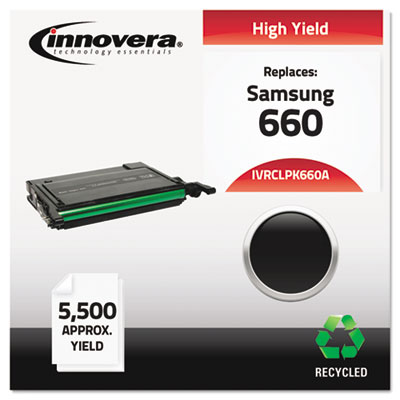 innovera
technology essentials
High Yield
Replaces:
Samsung
660
IVRCLPK660A
5,500
APPROX.
YIELD
RECYCLED